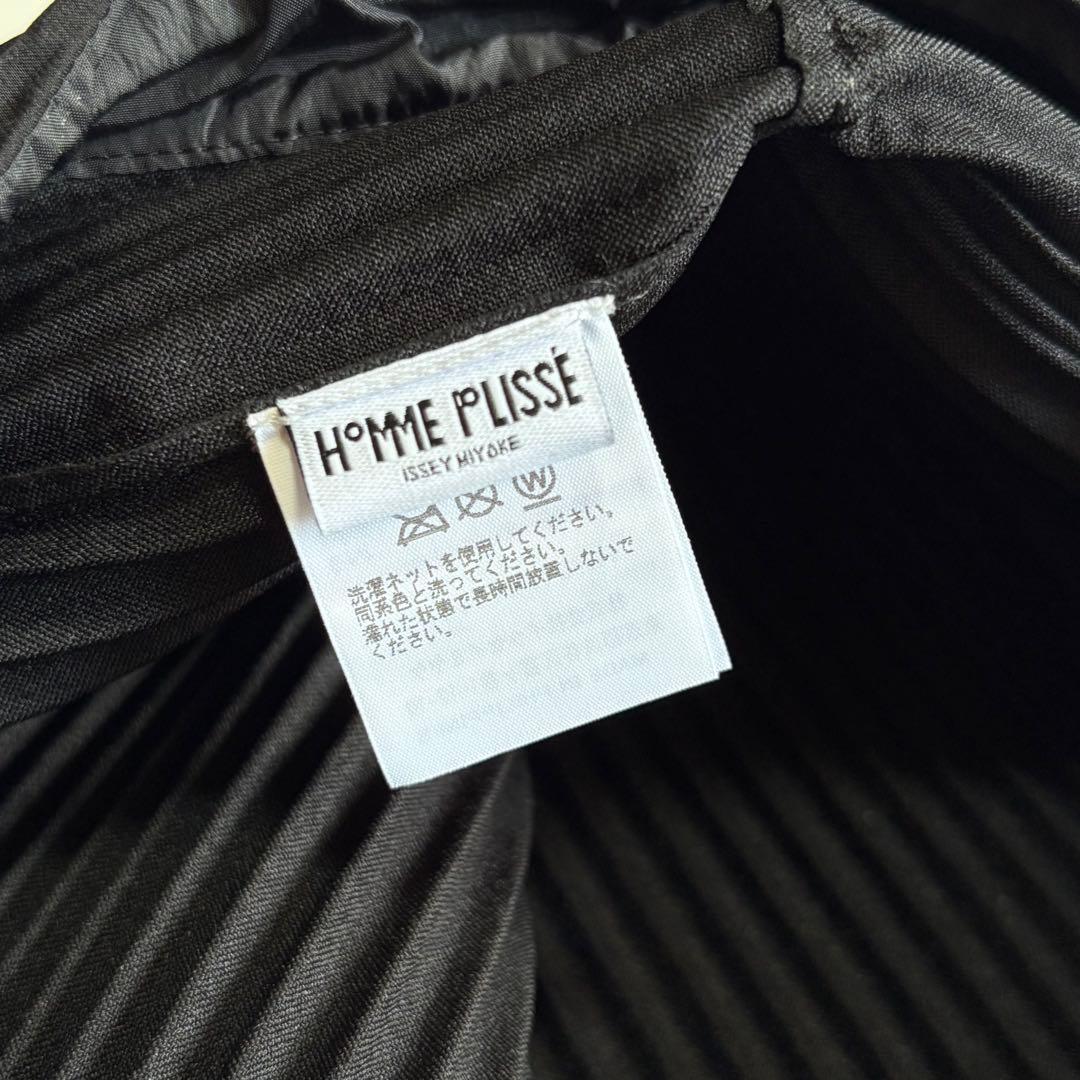 HOMME PLISSÉ
ISSEY MIYAKE
W
洗濯ネットを使用してください。
同系色と洗ってください。
濡れた状態で長時間放置しないで
ください。